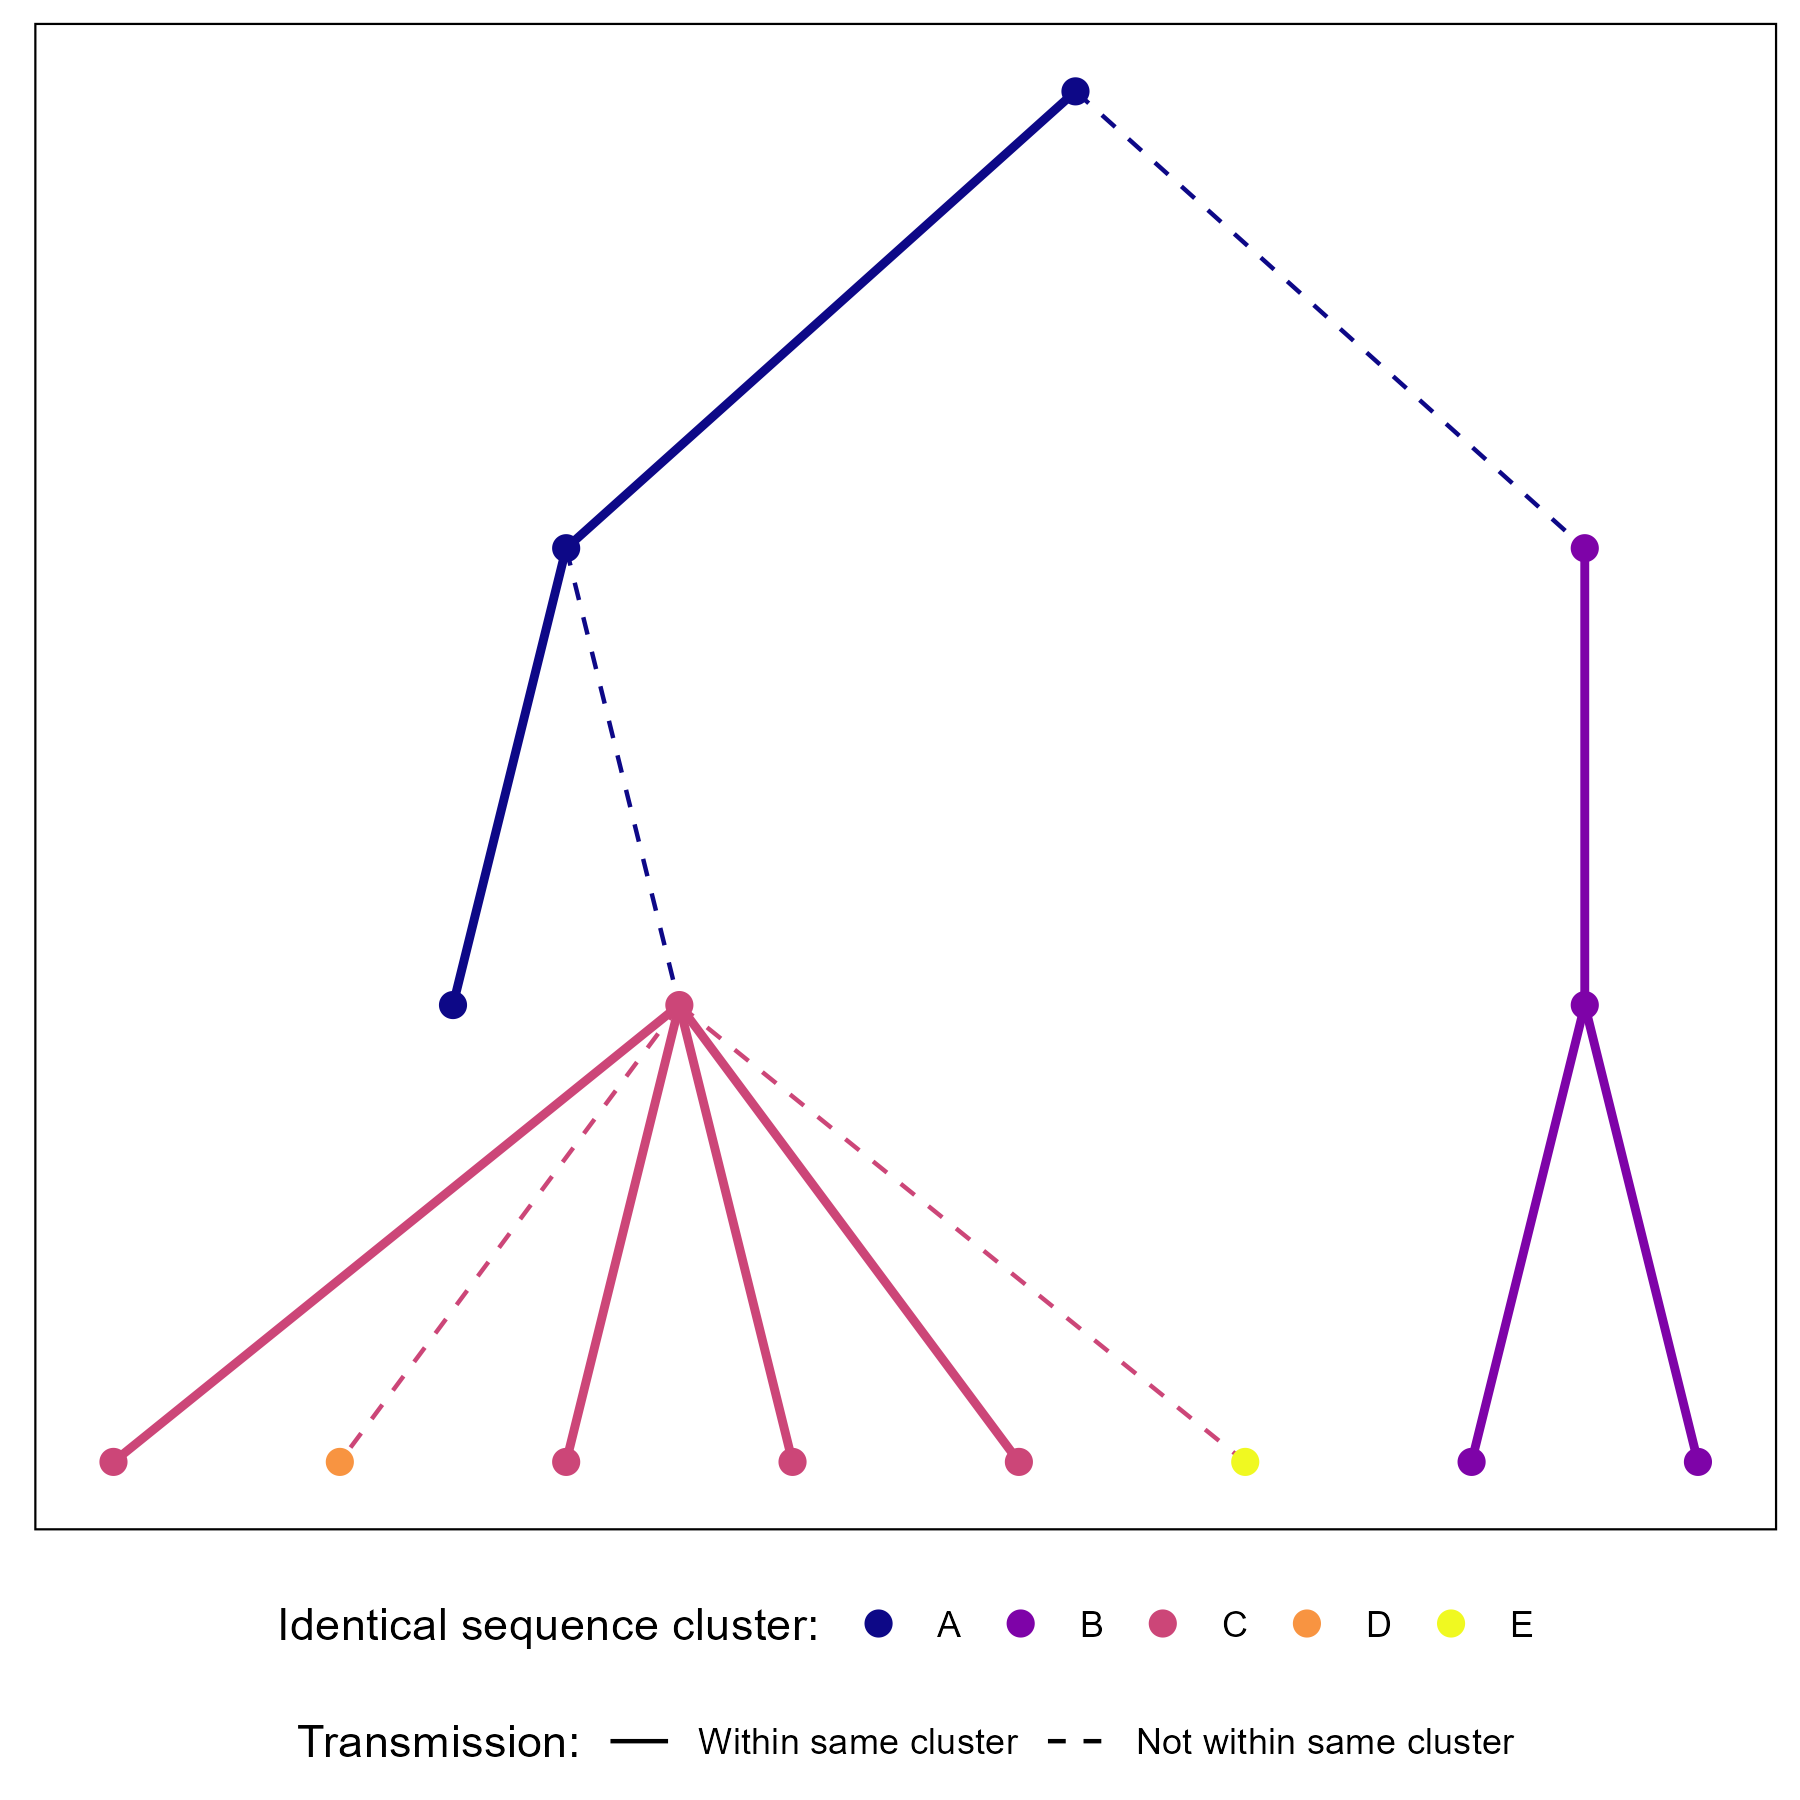 Identical sequence cluster: A B C D E
Transmission: Within same cluster Not within same cluster